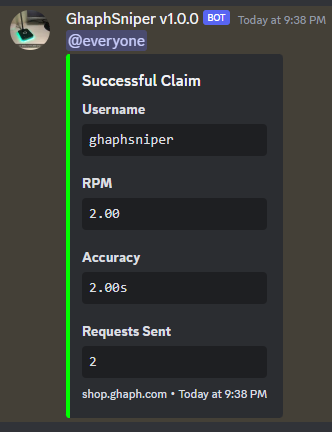 GhaphSniper v1.0.0 BOT Today at 9:38 PM
@everyone
Successful Claim
Username
ghaphsniper
RPM
2.00
Accuracy
2.00s
Requests Sent
2
shop.ghaph.com • Today at 9:38 PM